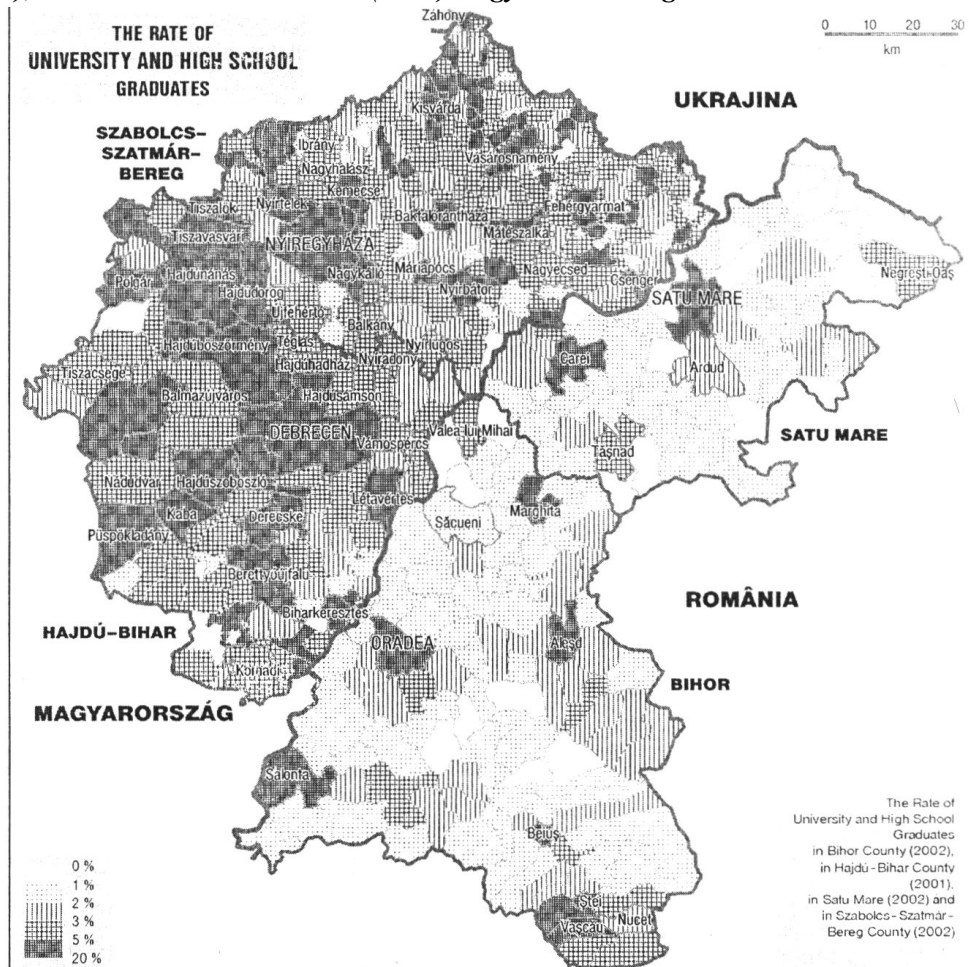 THE RATE OF
UNIVERSITY AND HIGH SCHOOL
GRADUATES
Záhony
0 10 20 30
km
UKRAJINA
SZABOLCS-
SZATMÁR-
BEREG
Kisvárda
Ibrány
Nagyhalász
Vásárosnamény
Kemecse
Tiszalök
Nyírtelek
Baktalórántháza
Fehérgyarmat
Tiszavasvári
NYÍREGYHÁZA
Mátészalka
Polgár
Hajdúnánás
Nagykálló
Máriapócs
Nagyecsed
Csenger
Negrești-Oaș
Hajdúdorog
Nyírbátor
SATU MARE
Újfehértó
Balkány
Hajdúböszörmény
Téglás
Nyírlugos
Hajdúhadház
Nyíradony
Carei
Ardud
Tiszacsege
Balmazújváros
Hajdúsámson
DEBRECEN
Vámospércs
Valea lui Mihai
SATU MARE
Tășnad
Nádudvar
Hajdúszoboszló
Létavértes
Marghita
Kaba
Derecske
Săcueni
Püspökladány
Berettyóújfalu
ROMÂNIA
Biharkeresztes
HAJDÚ-BIHAR
ORADEA
Aleșd
Komádi
BIHOR
MAGYARORSZÁG
Salonta
Beiuș
Ștei
Nucet
Vașcău
0 %
1 %
2 %
3 %
5 %
20 %
The Rate of
University and High School
Graduates
in Bihor County (2002),
in Hajdú-Bihar County
(2001),
in Satu Mare (2002) and
in Szabolcs-Szatmár-
Bereg County (2002)